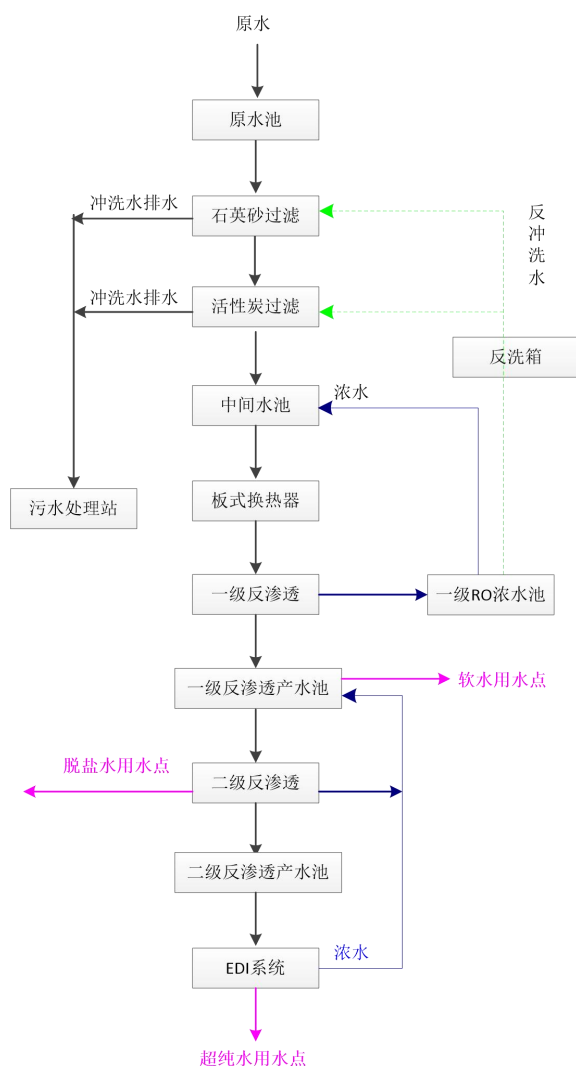 原水
原水池
冲洗水排水
石英砂过滤
反冲洗水
冲洗水排水
活性炭过滤
反洗箱
中间水池
浓水
污水处理站
板式换热器
一级反渗透
一级RO浓水池
一级反渗透产水池
软水用水点
脱盐水用水点
二级反渗透
二级反渗透产水池
EDI系统
浓水
超纯水用水点